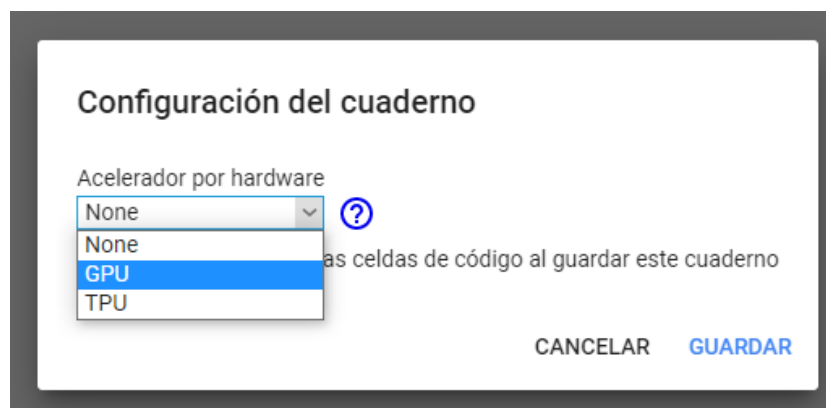 Configuración del cuaderno
Acelerador por hardware
None
None
as celdas de código al guardar este cuaderno
GPU
TPU
CANCELAR GUARDAR